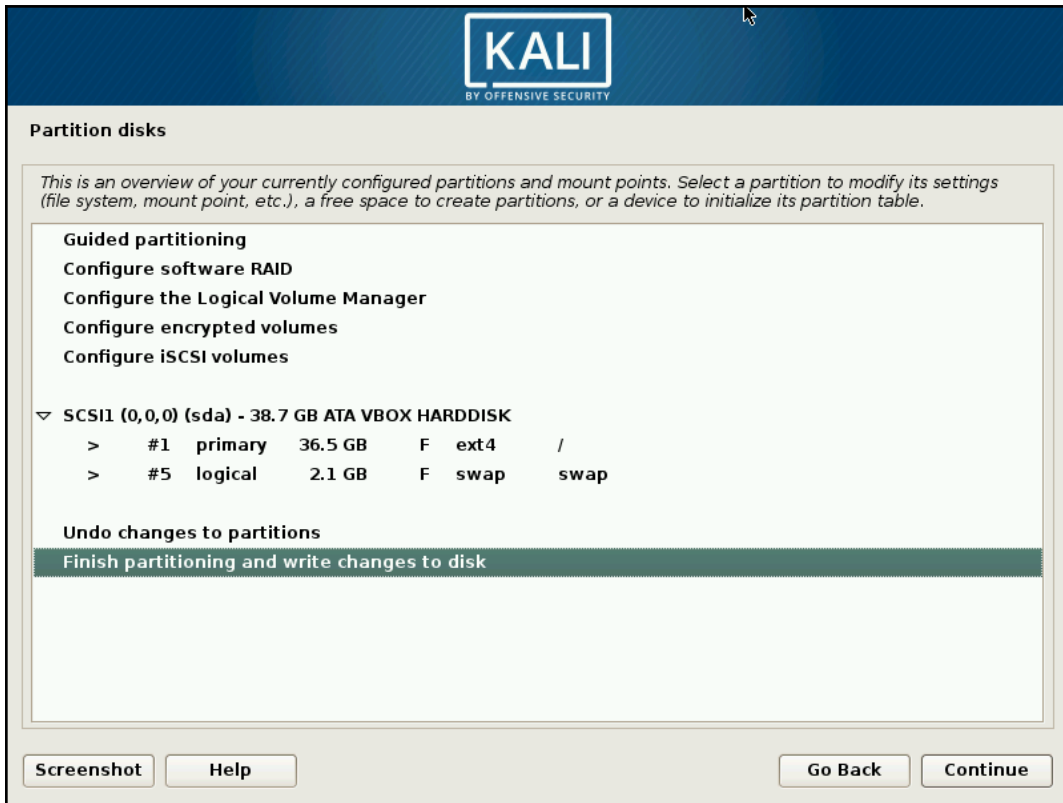 KALI
BY OFFENSIVE SECURITY
Partition disks
This is an overview of your currently configured partitions and mount points. Select a partition to modify its settings
(file system, mount point, etc.), a free space to create partitions, or a device to initialize its partition table.
Guided partitioning
Configure software RAID
Configure the Logical Volume Manager
Configure encrypted volumes
Configure iSCSI volumes
SCSI1 (0,0,0) (sda) - 38.7 GB ATA VBOX HARDDISK
> #1 primary 36.5 GB F ext4 /
> #5 logical 2.1 GB F swap swap
Undo changes to partitions
Finish partitioning and write changes to disk
Screenshot Help Go Back Continue